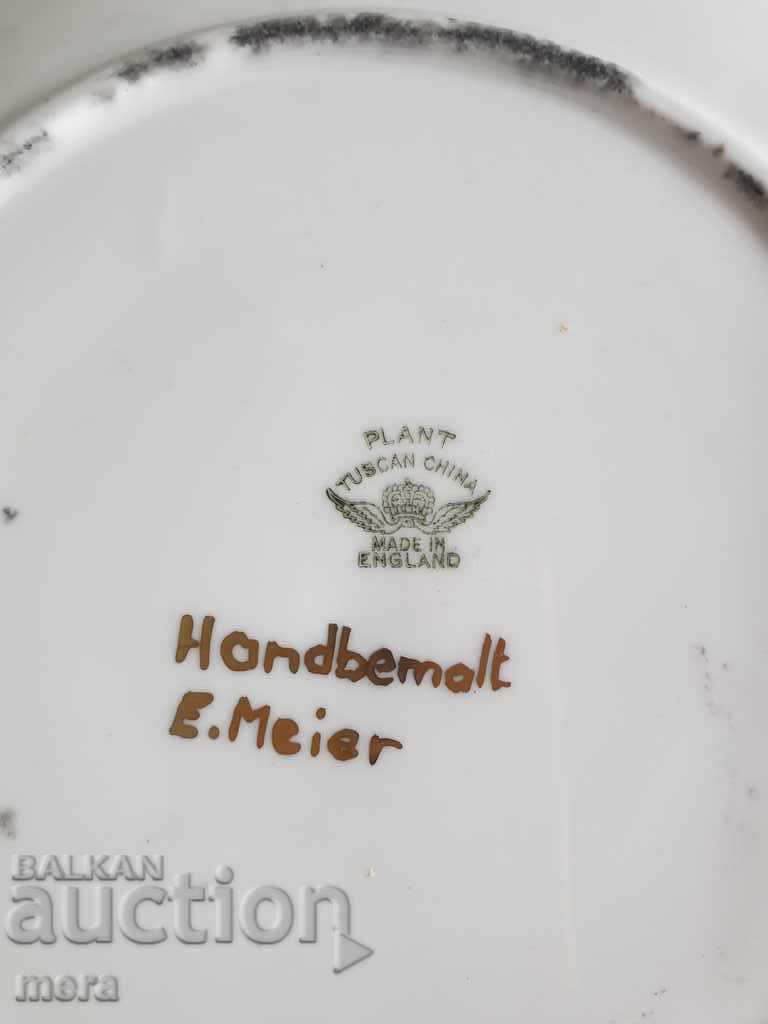 PLANT
TUSCAN CHINA
MADE IN
ENGLAND
Handbemalt
E. Meier
BALKAN
auction
mera